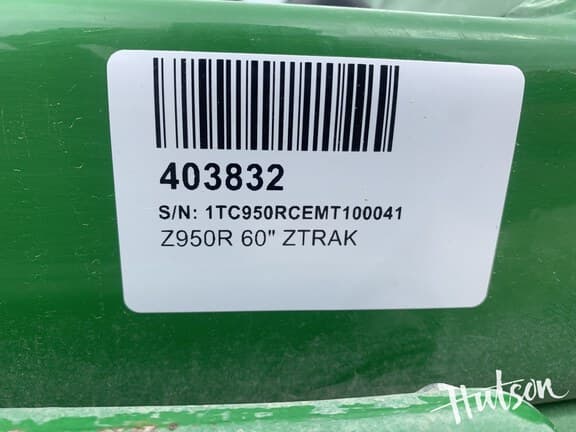 403832
S/N: 1TC950RCEMT100041
Z950R 60" ZTRAK
Hutson